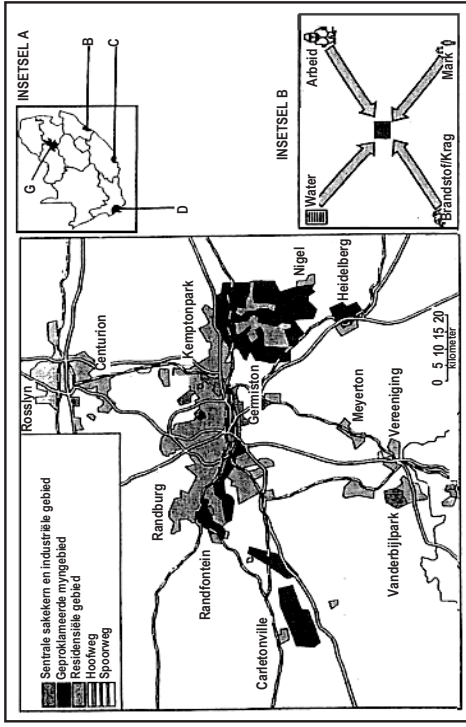 Sentrale sakekern en industriële gebied
Geproklameerde myngebied
Residensiële gebied
Hoofweg
Spoorweg
Rosslyn
Centurion
Kemptonpark
Randburg
Randfontein
Germiston
Nigel
Heidelberg
Carletonville
Meyerton
Vereeniging
Vanderbijlpark
0 5 10 15 20
kilometer
INSETSEL A
G
B
C
D
INSETSEL B
Water
Arbeid
Brandstof/Krag
Mark